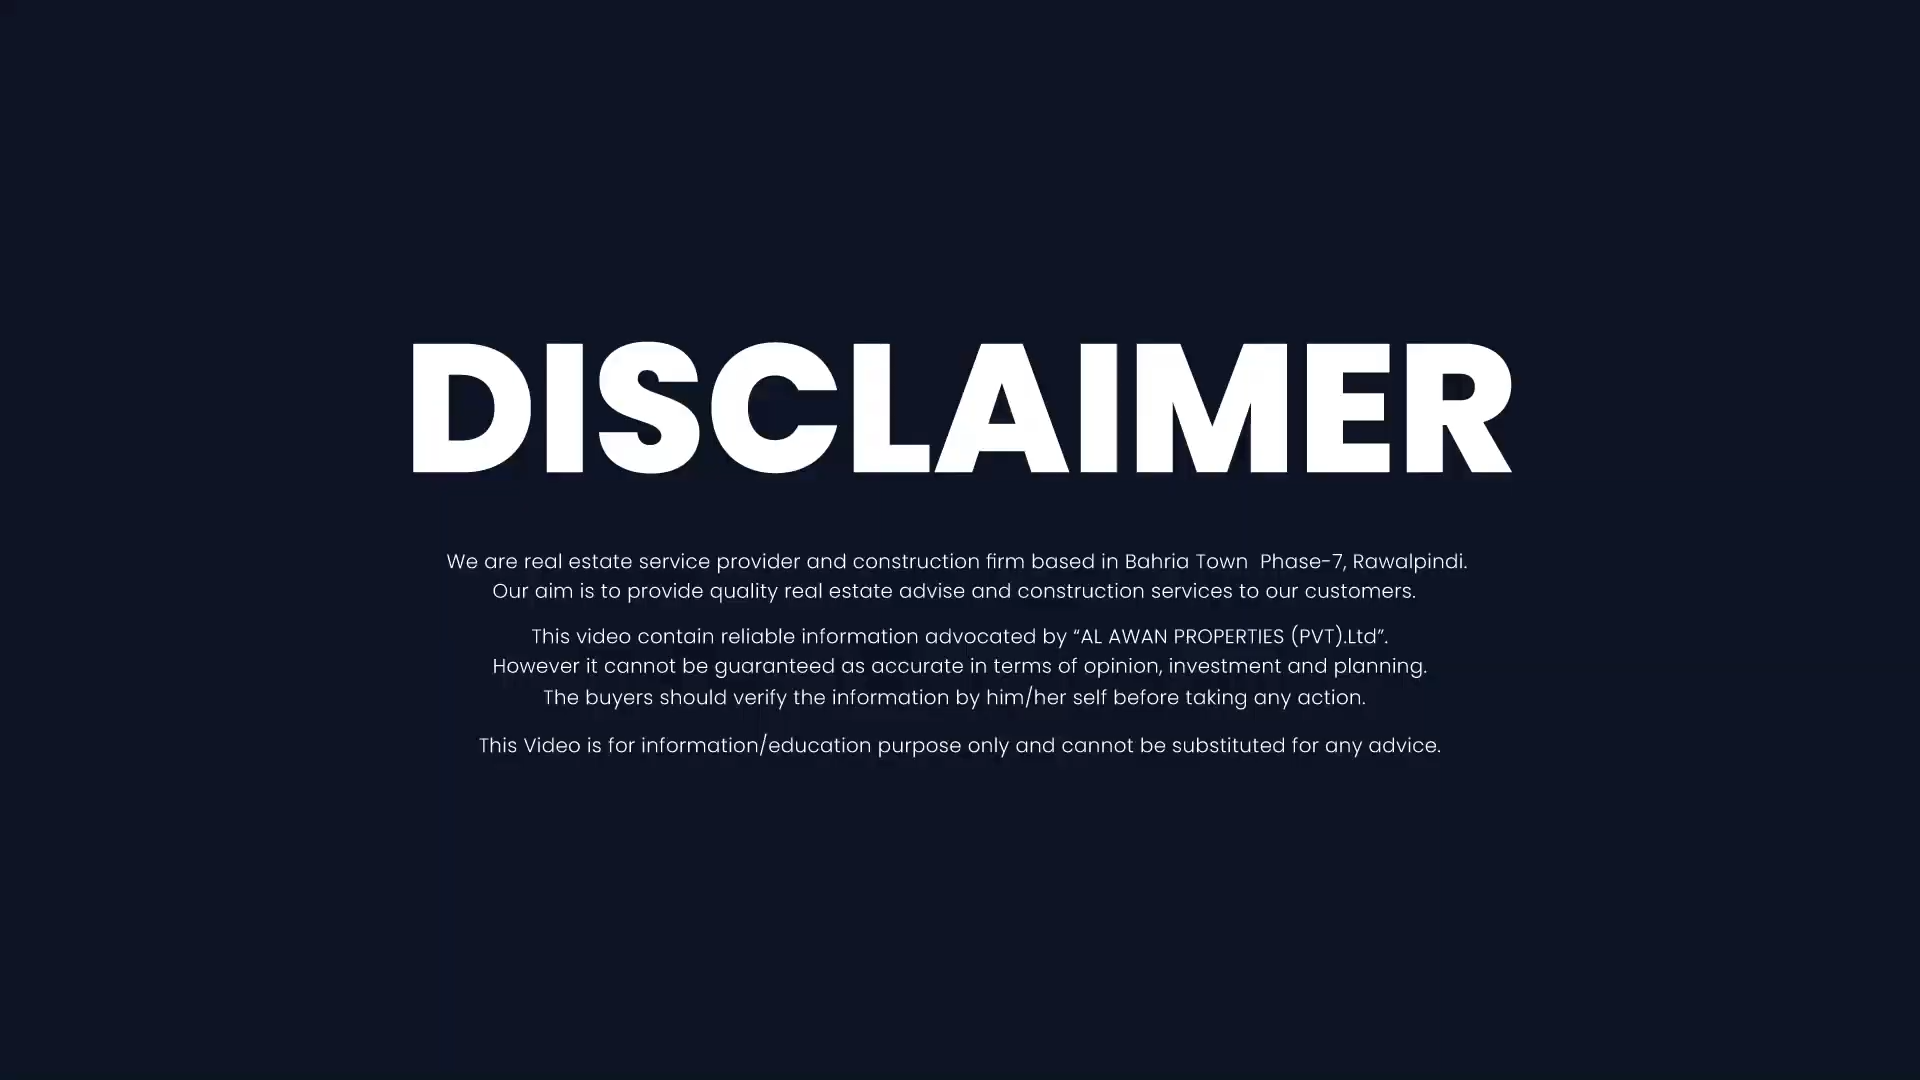 DISCLAIMER
We are real estate service provider and construction firm based in Bahria Town  Phase-7, Rawalpindi.
Our aim is to provide quality real estate advise and construction services to our customers.
This video contain reliable information advocated by “AL AWAN PROPERTIES (PVT).Ltd”.
However it cannot be guaranteed as accurate in terms of opinion, investment and planning.
The buyers should verify the information by him/her self before taking any action.
This Video is for information/education purpose only and cannot be substituted for any advice.